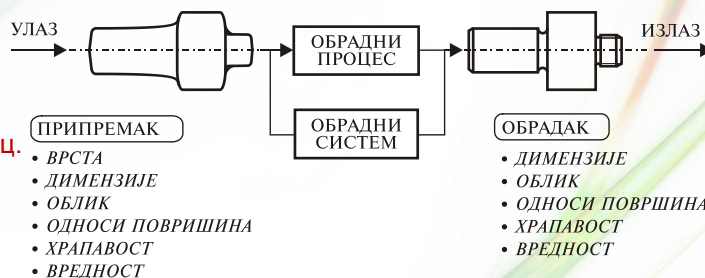 УЛАЗ
ОБРАДНИ
ПРОЦЕС
ИЗЛАЗ
ОБРАДНИ
СИСТЕМ
ц.
ПРИПРЕМАК
• ВРСТА
• ДИМЕНЗИЈЕ
• ОБЛИК
• ОДНОСИ ПОВРИШИНА
• ХРАПАВОСТ
• ВРЕДНОСТ
ОБРАДАК
• ДИМЕНЗИЈЕ
• ОБЛИК
• ОДНОСИ ПОВРШИНА
• ХРАПАВОСТ
• ВРЕДНОСТ